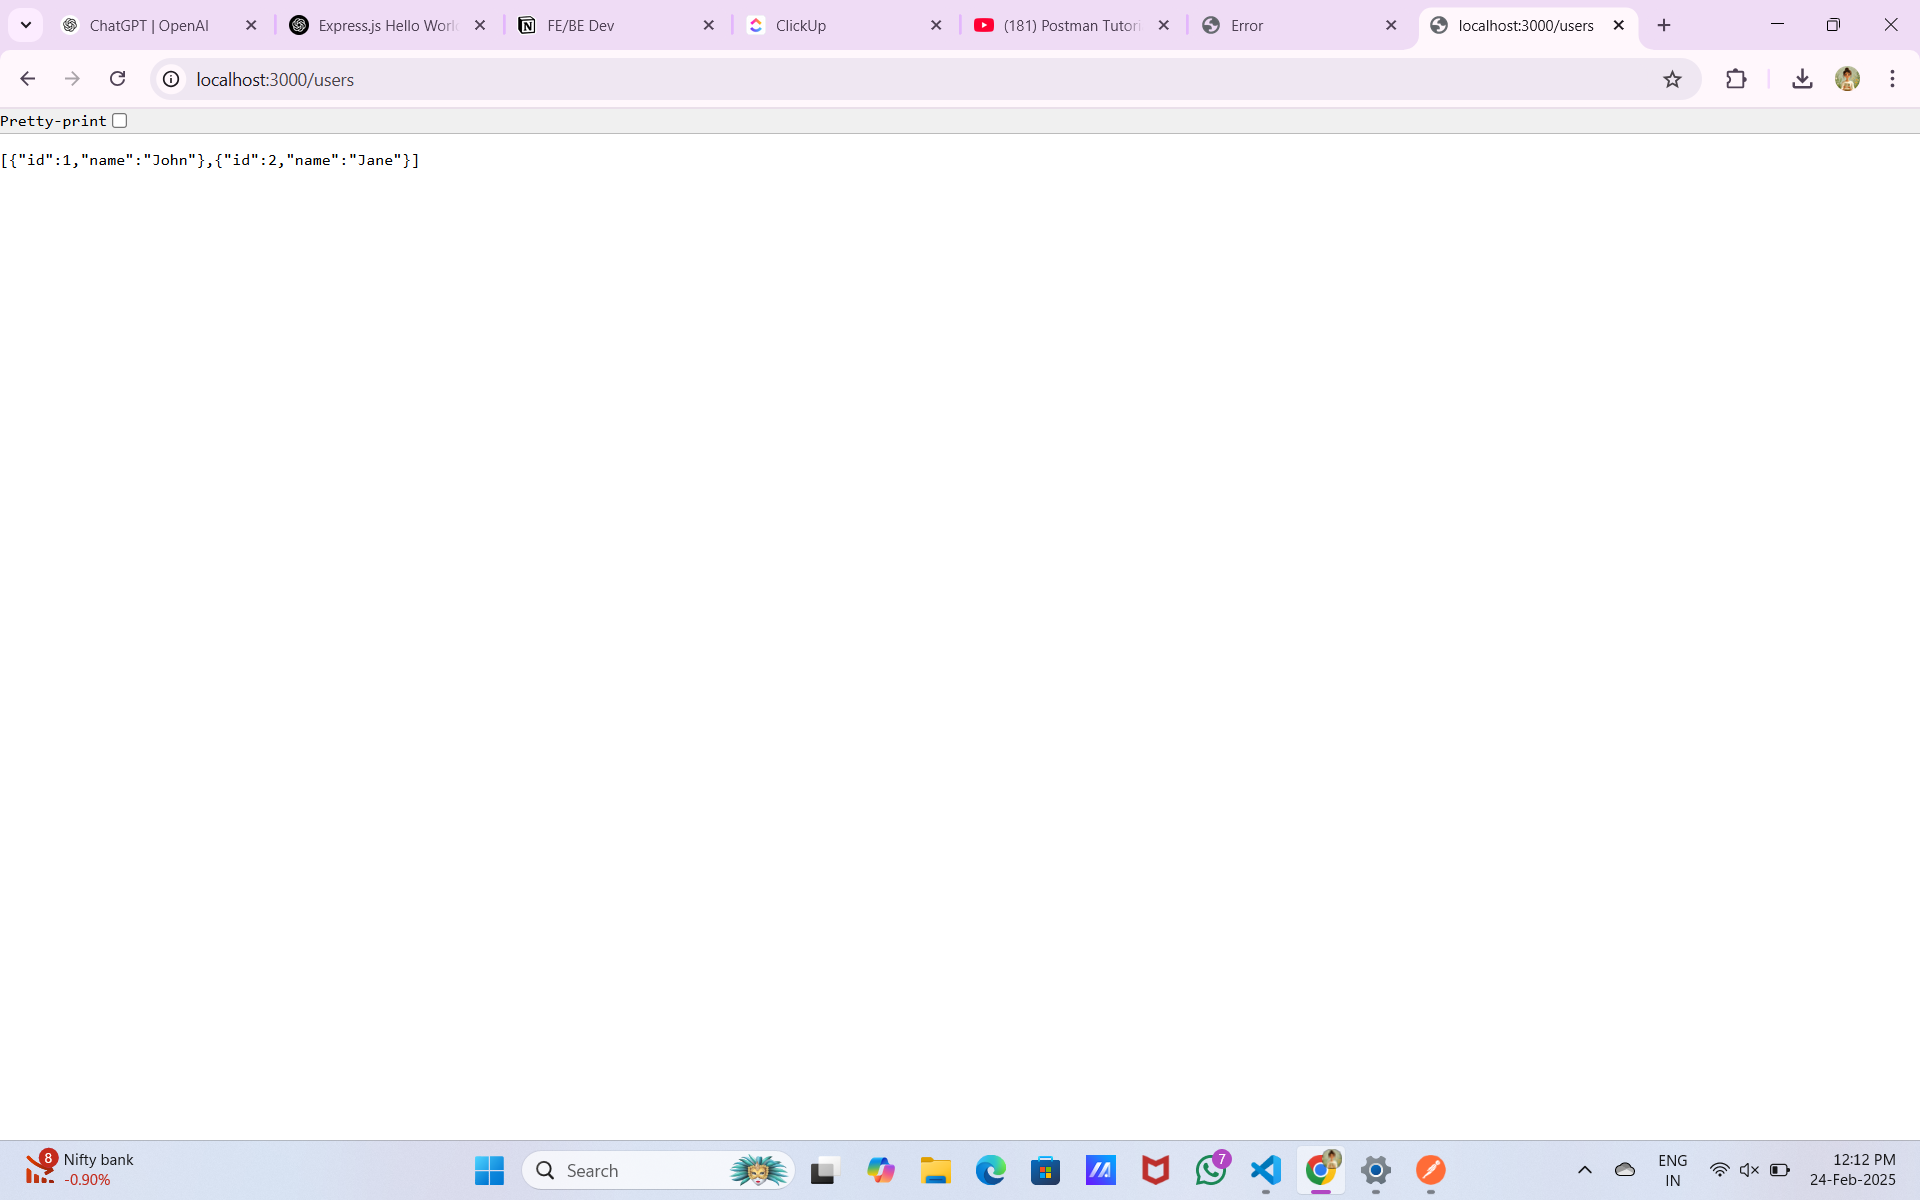 ChatGPT | OpenAI
Express.js Hello Worl
FE/BE Dev
ClickUp
(181) Postman Tutori
Error
localhost:3000/users
localhost:3000/users
Pretty-print
[{"id":1,"name":"John"},{"id":2,"name":"Jane"}]
8
Nifty bank
-0.90%
Search
7
ENG
IN
12:12 PM
24-Feb-2025